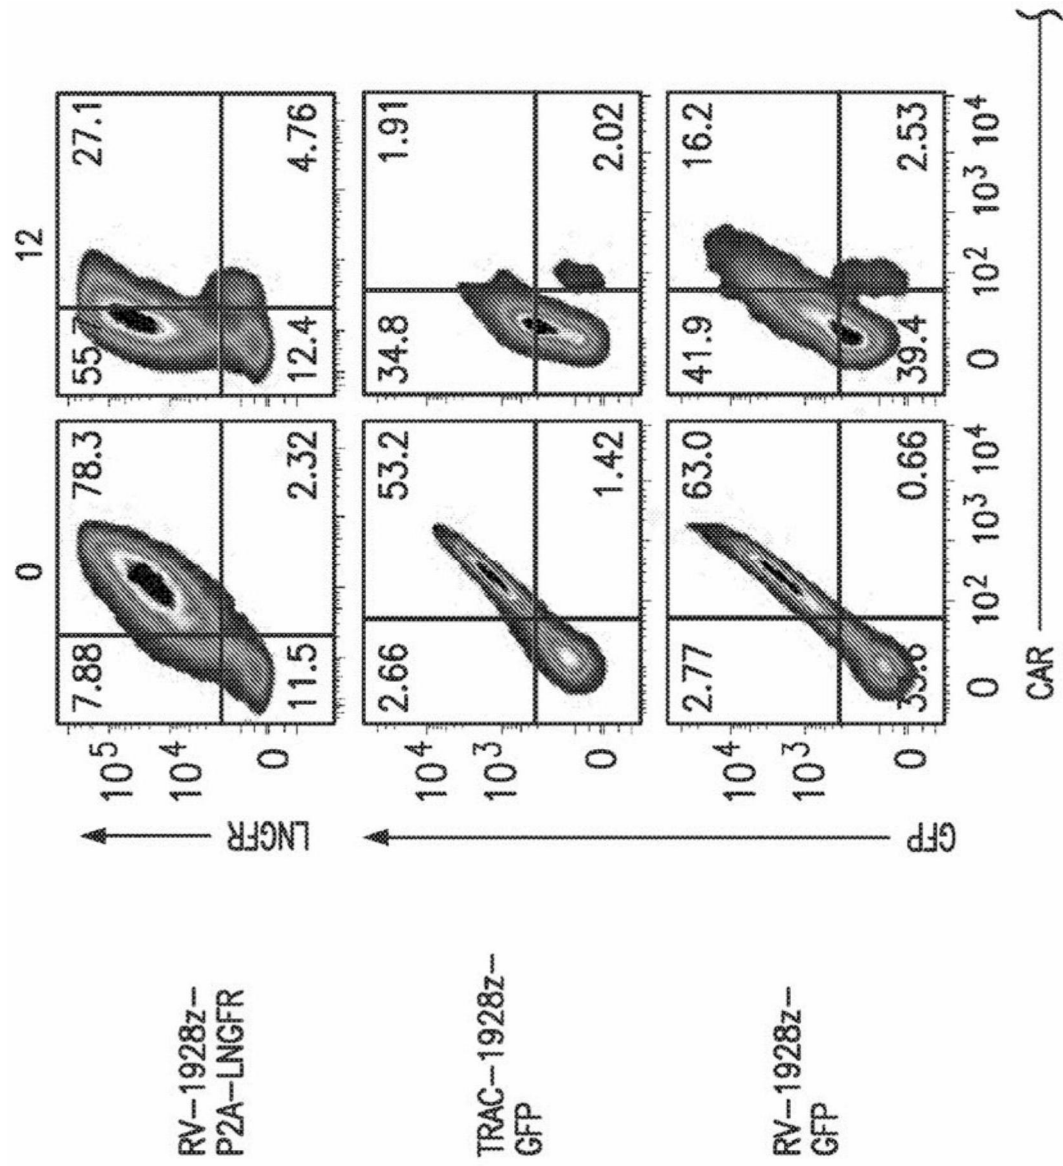 0 12
RV-1928z-
P2A-LNGFR
LNGFR
10⁵
10⁴
0
7.88 78.3
11.5 2.32
55.7 27.1
12.4 4.76
TRAC-1928z-
GFP
GFP
10⁴
10³
0
2.66 53.2
1.42
34.8 1.91
2.02
RV-1928z-
GFP
10⁴
10³
0
2.77 63.0
33.6 0.66
41.9 16.2
39.4 2.53
0 10² 10³ 10⁴ 0 10² 10³ 10⁴
CAR